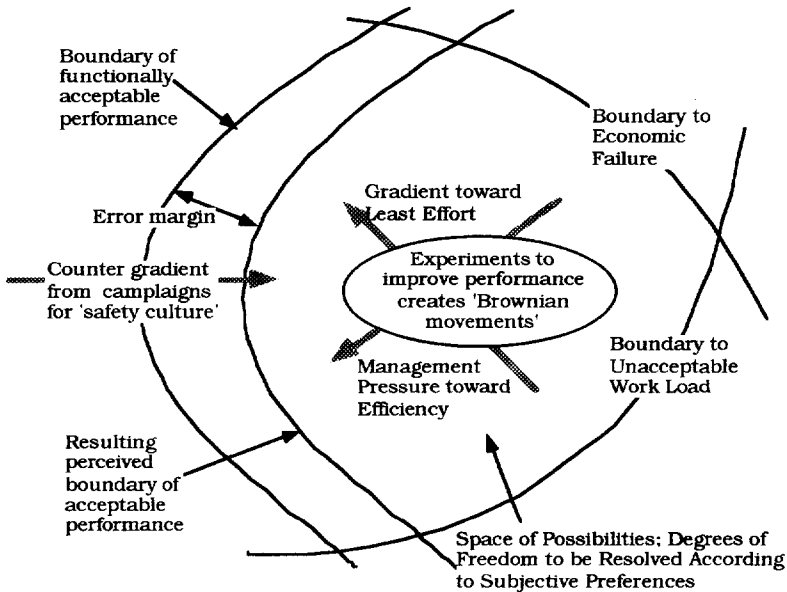 Boundary of
functionally
acceptable
performance
Boundary to
Economic
Failure
Error margin
Gradient toward
Least Effort
Counter gradient
from camplaigns
for 'safety culture'
Experiments to
improve performance
creates 'Brownian
movements'
Management
Pressure toward
Efficiency
Boundary to
Unacceptable
Work Load
Resulting
perceived
boundary of
acceptable
performance
Space of Possibilities; Degrees of
Freedom to be Resolved According
to Subjective Preferences